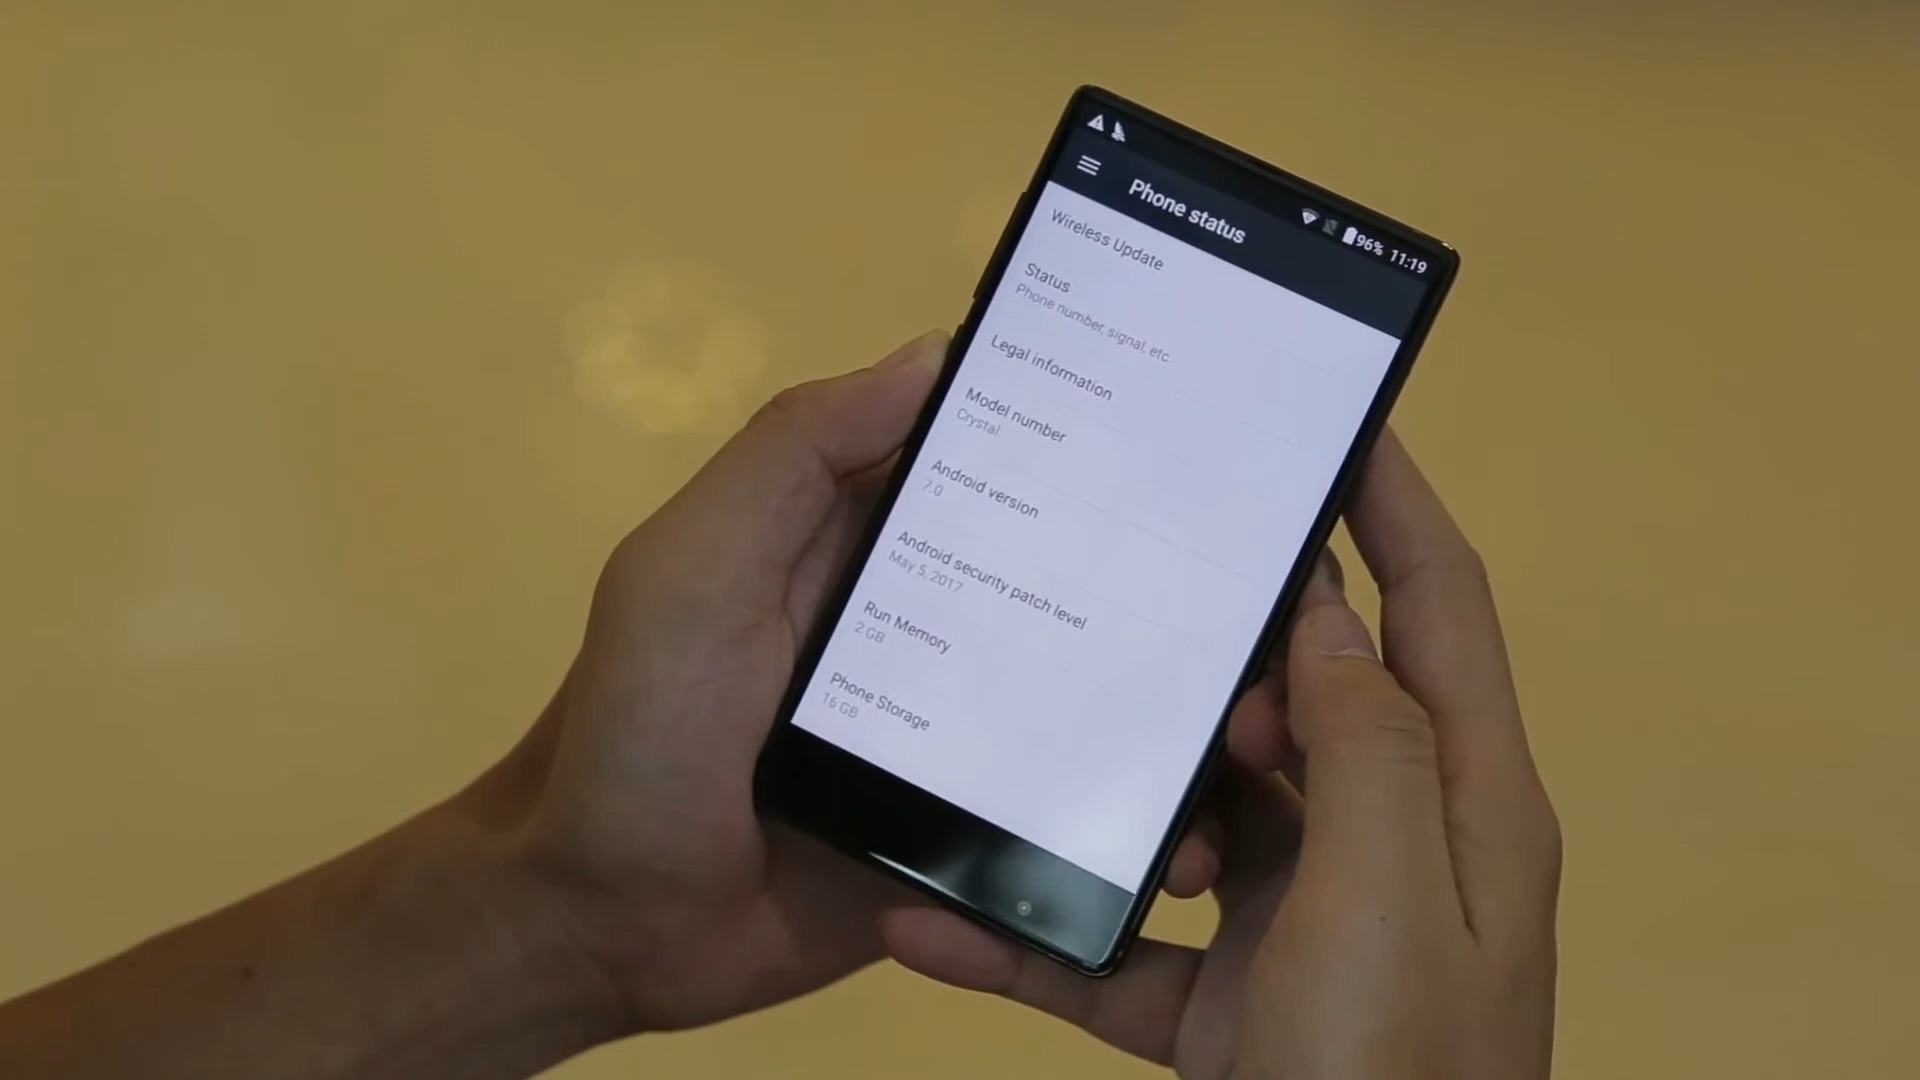 96% 11:19
Phone status
Wireless Update
Status
Phone number, signal, etc.
Legal information
Model number
Crystal
Android version
7.0
Android security patch level
May 5, 2017
Run Memory
2 GB
Phone Storage
16 GB